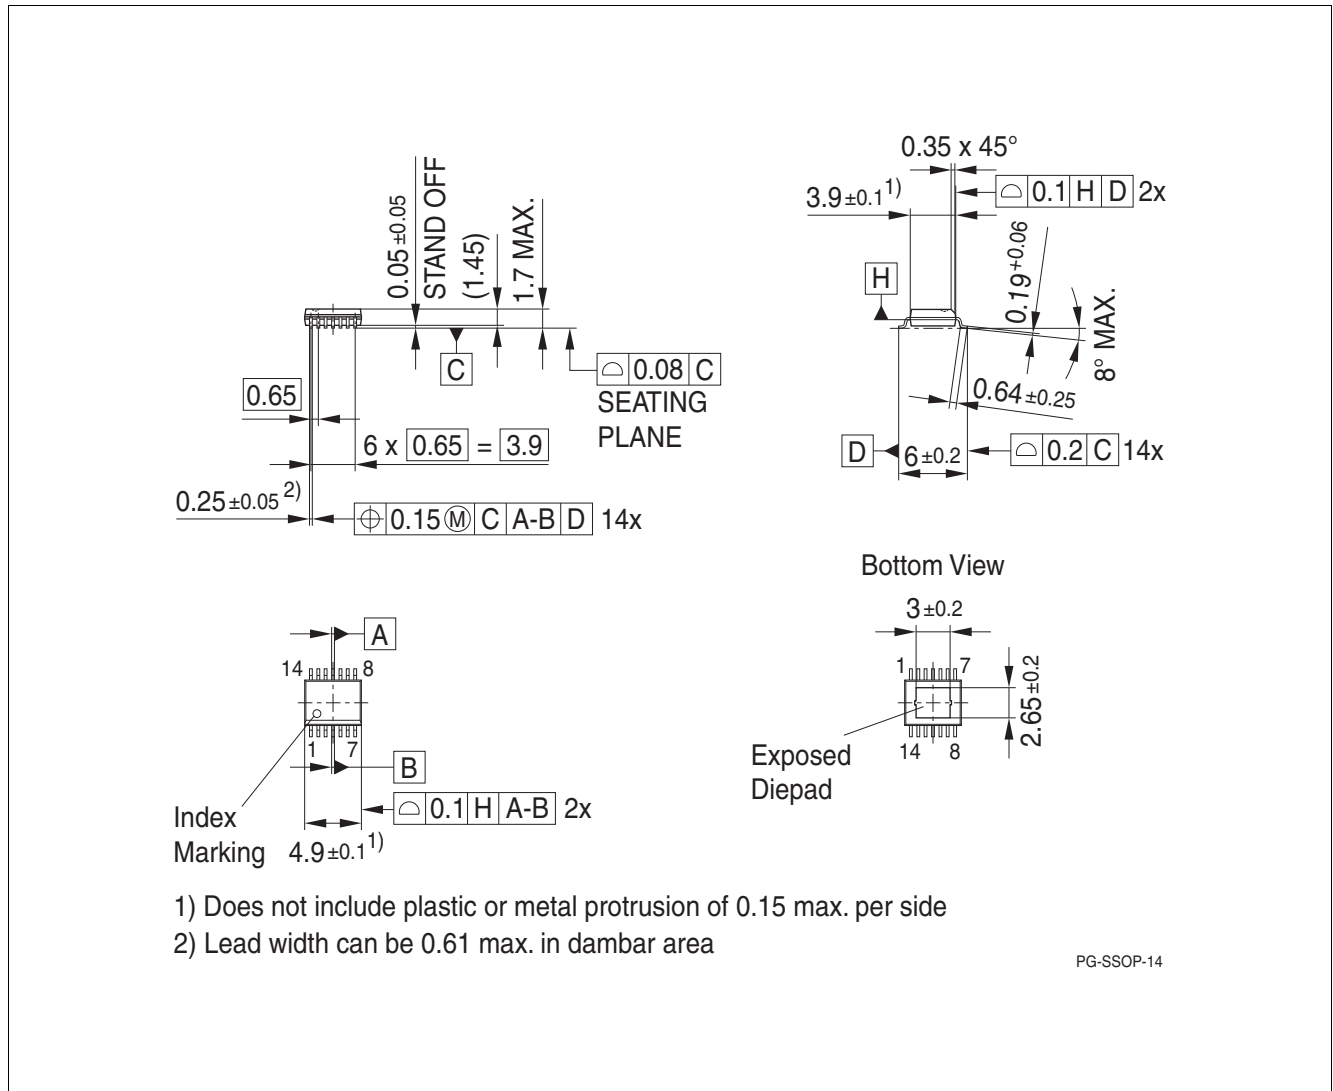 0.05 ±0.05
STAND OFF
(1.45)
1.7 MAX.
C
0.08 C
SEATING
PLANE
0.65
6 x 0.65 = 3.9
0.25 ±0.05 2)
0.15 Ⓜ C A-B D 14x
0.35 x 45°
3.9 ±0.1 1)
0.1 H D 2x
H
0.19 +0.06
8° MAX.
0.64 ±0.25
D
6 ±0.2
0.2 C 14x
A
14 8
1 7
B
Index
Marking
0.1 H A-B 2x
4.9 ±0.1 1)
Bottom View
3 ±0.2
1 7
2.65 ±0.2
14 8
Exposed
Diepad
1) Does not include plastic or metal protrusion of 0.15 max. per side
2) Lead width can be 0.61 max. in dambar area
PG-SSOP-14